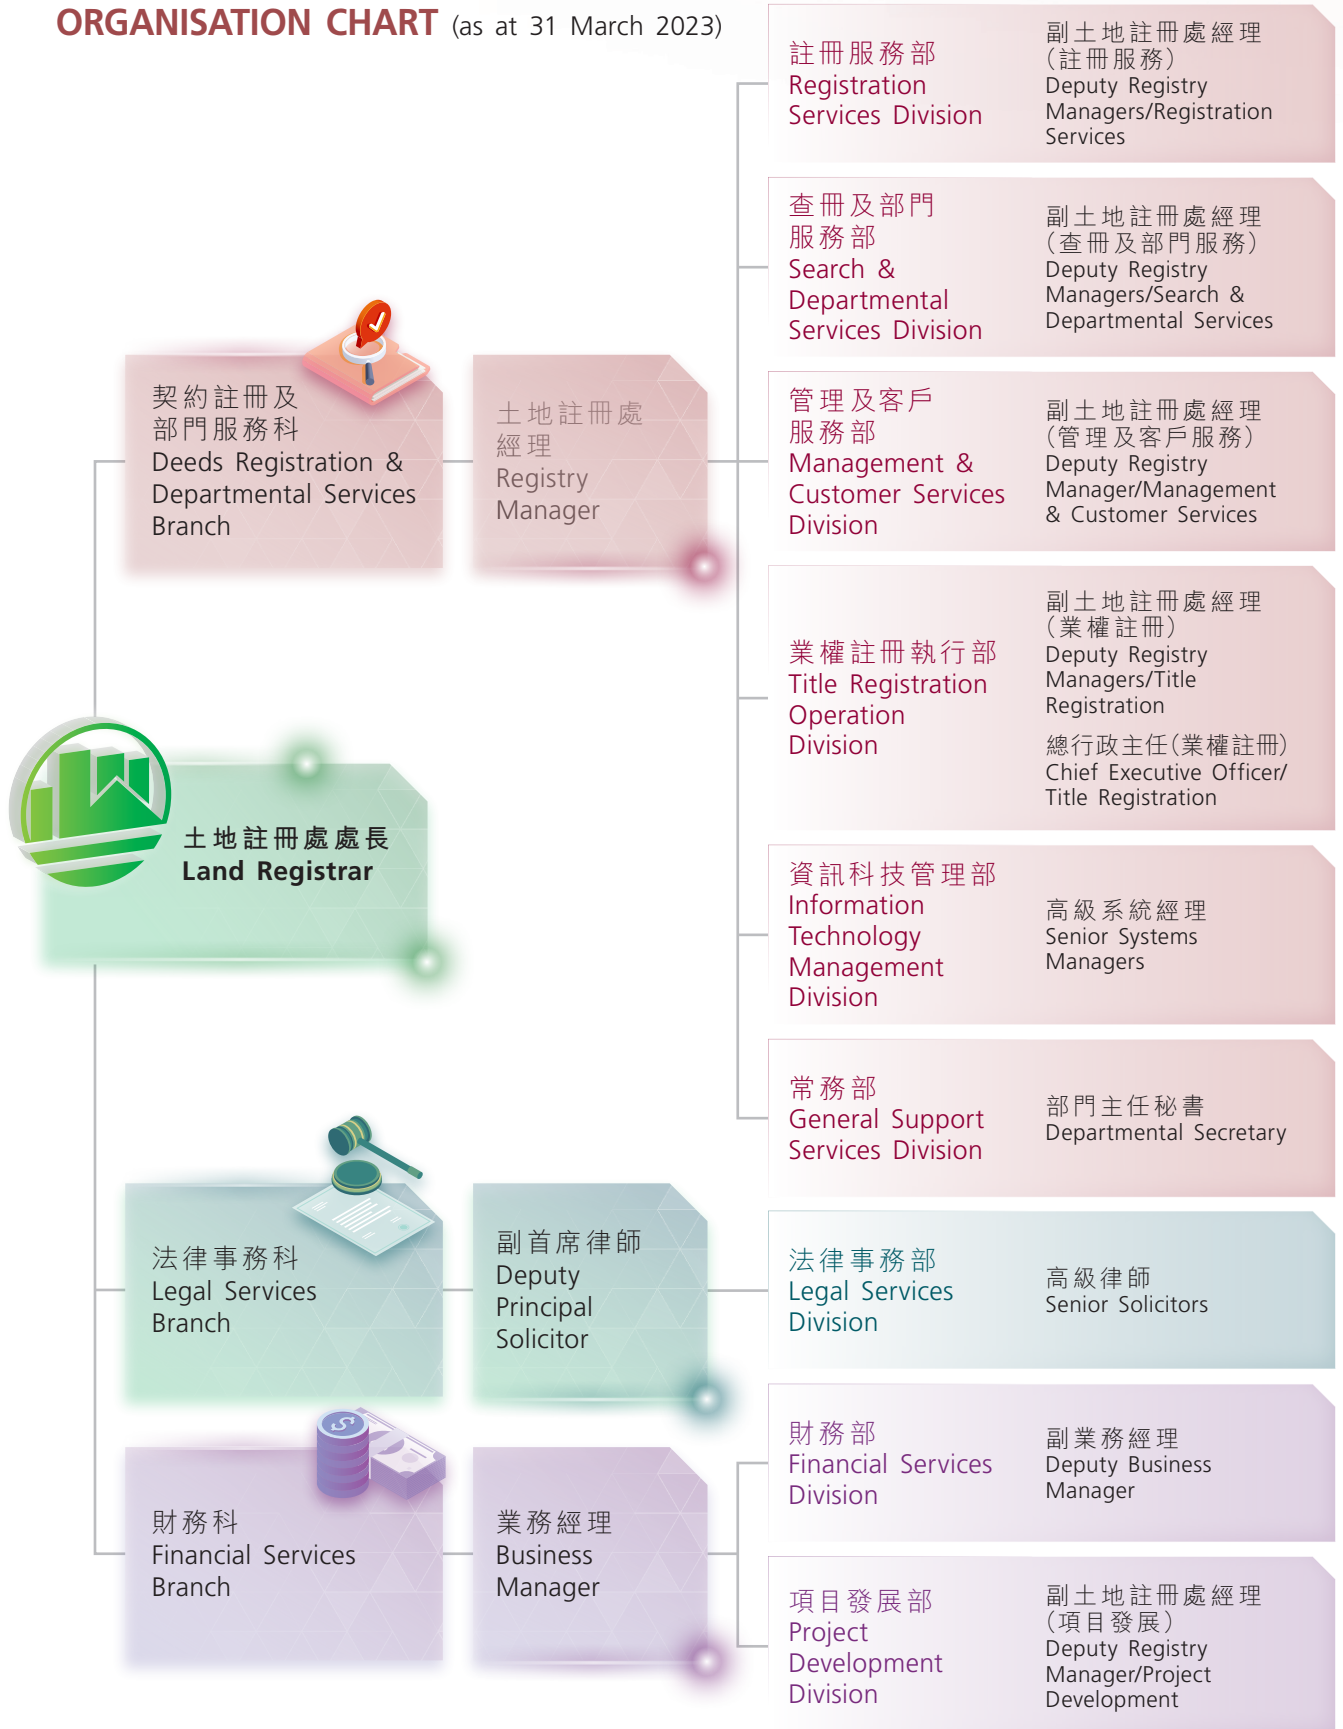 ORGANISATION CHART (as at 31 March 2023)
契約註冊及
部門服務科
Deeds Registration &
Departmental Services
Branch
土地註冊處
經理
Registry
Manager
註冊服務部
Registration
Services Division
副土地註冊處經理
（註冊服務）
Deputy Registry
Managers/Registration
Services
查冊及部門
服務部
Search &
Departmental
Services Division
副土地註冊處經理
（查冊及部門服務）
Deputy Registry
Managers/Search &
Departmental Services
管理及客戶
服務部
Management &
Customer Services
Division
副土地註冊處經理
（管理及客戶服務）
Deputy Registry
Manager/Management
& Customer Services
業權註冊執行部
Title Registration
Operation
Division
副土地註冊處經理
（業權註冊）
Deputy Registry
Managers/Title
Registration
總行政主任（業權註冊）
Chief Executive Officer/
Title Registration
資訊科技管理部
Information
Technology
Management
Division
高級系統經理
Senior Systems
Managers
常務部
General Support
Services Division
部門主任秘書
Departmental Secretary
土地註冊處處長
Land Registrar
法律事務科
Legal Services
Branch
副首席律師
Deputy
Principal
Solicitor
法律事務部
Legal Services
Division
高級律師
Senior Solicitors
財務科
Financial Services
Branch
業務經理
Business
Manager
財務部
Financial Services
Division
副業務經理
Deputy Business
Manager
項目發展部
Project
Development
Division
副土地註冊處經理
（項目發展）
Deputy Registry
Manager/Project
Development